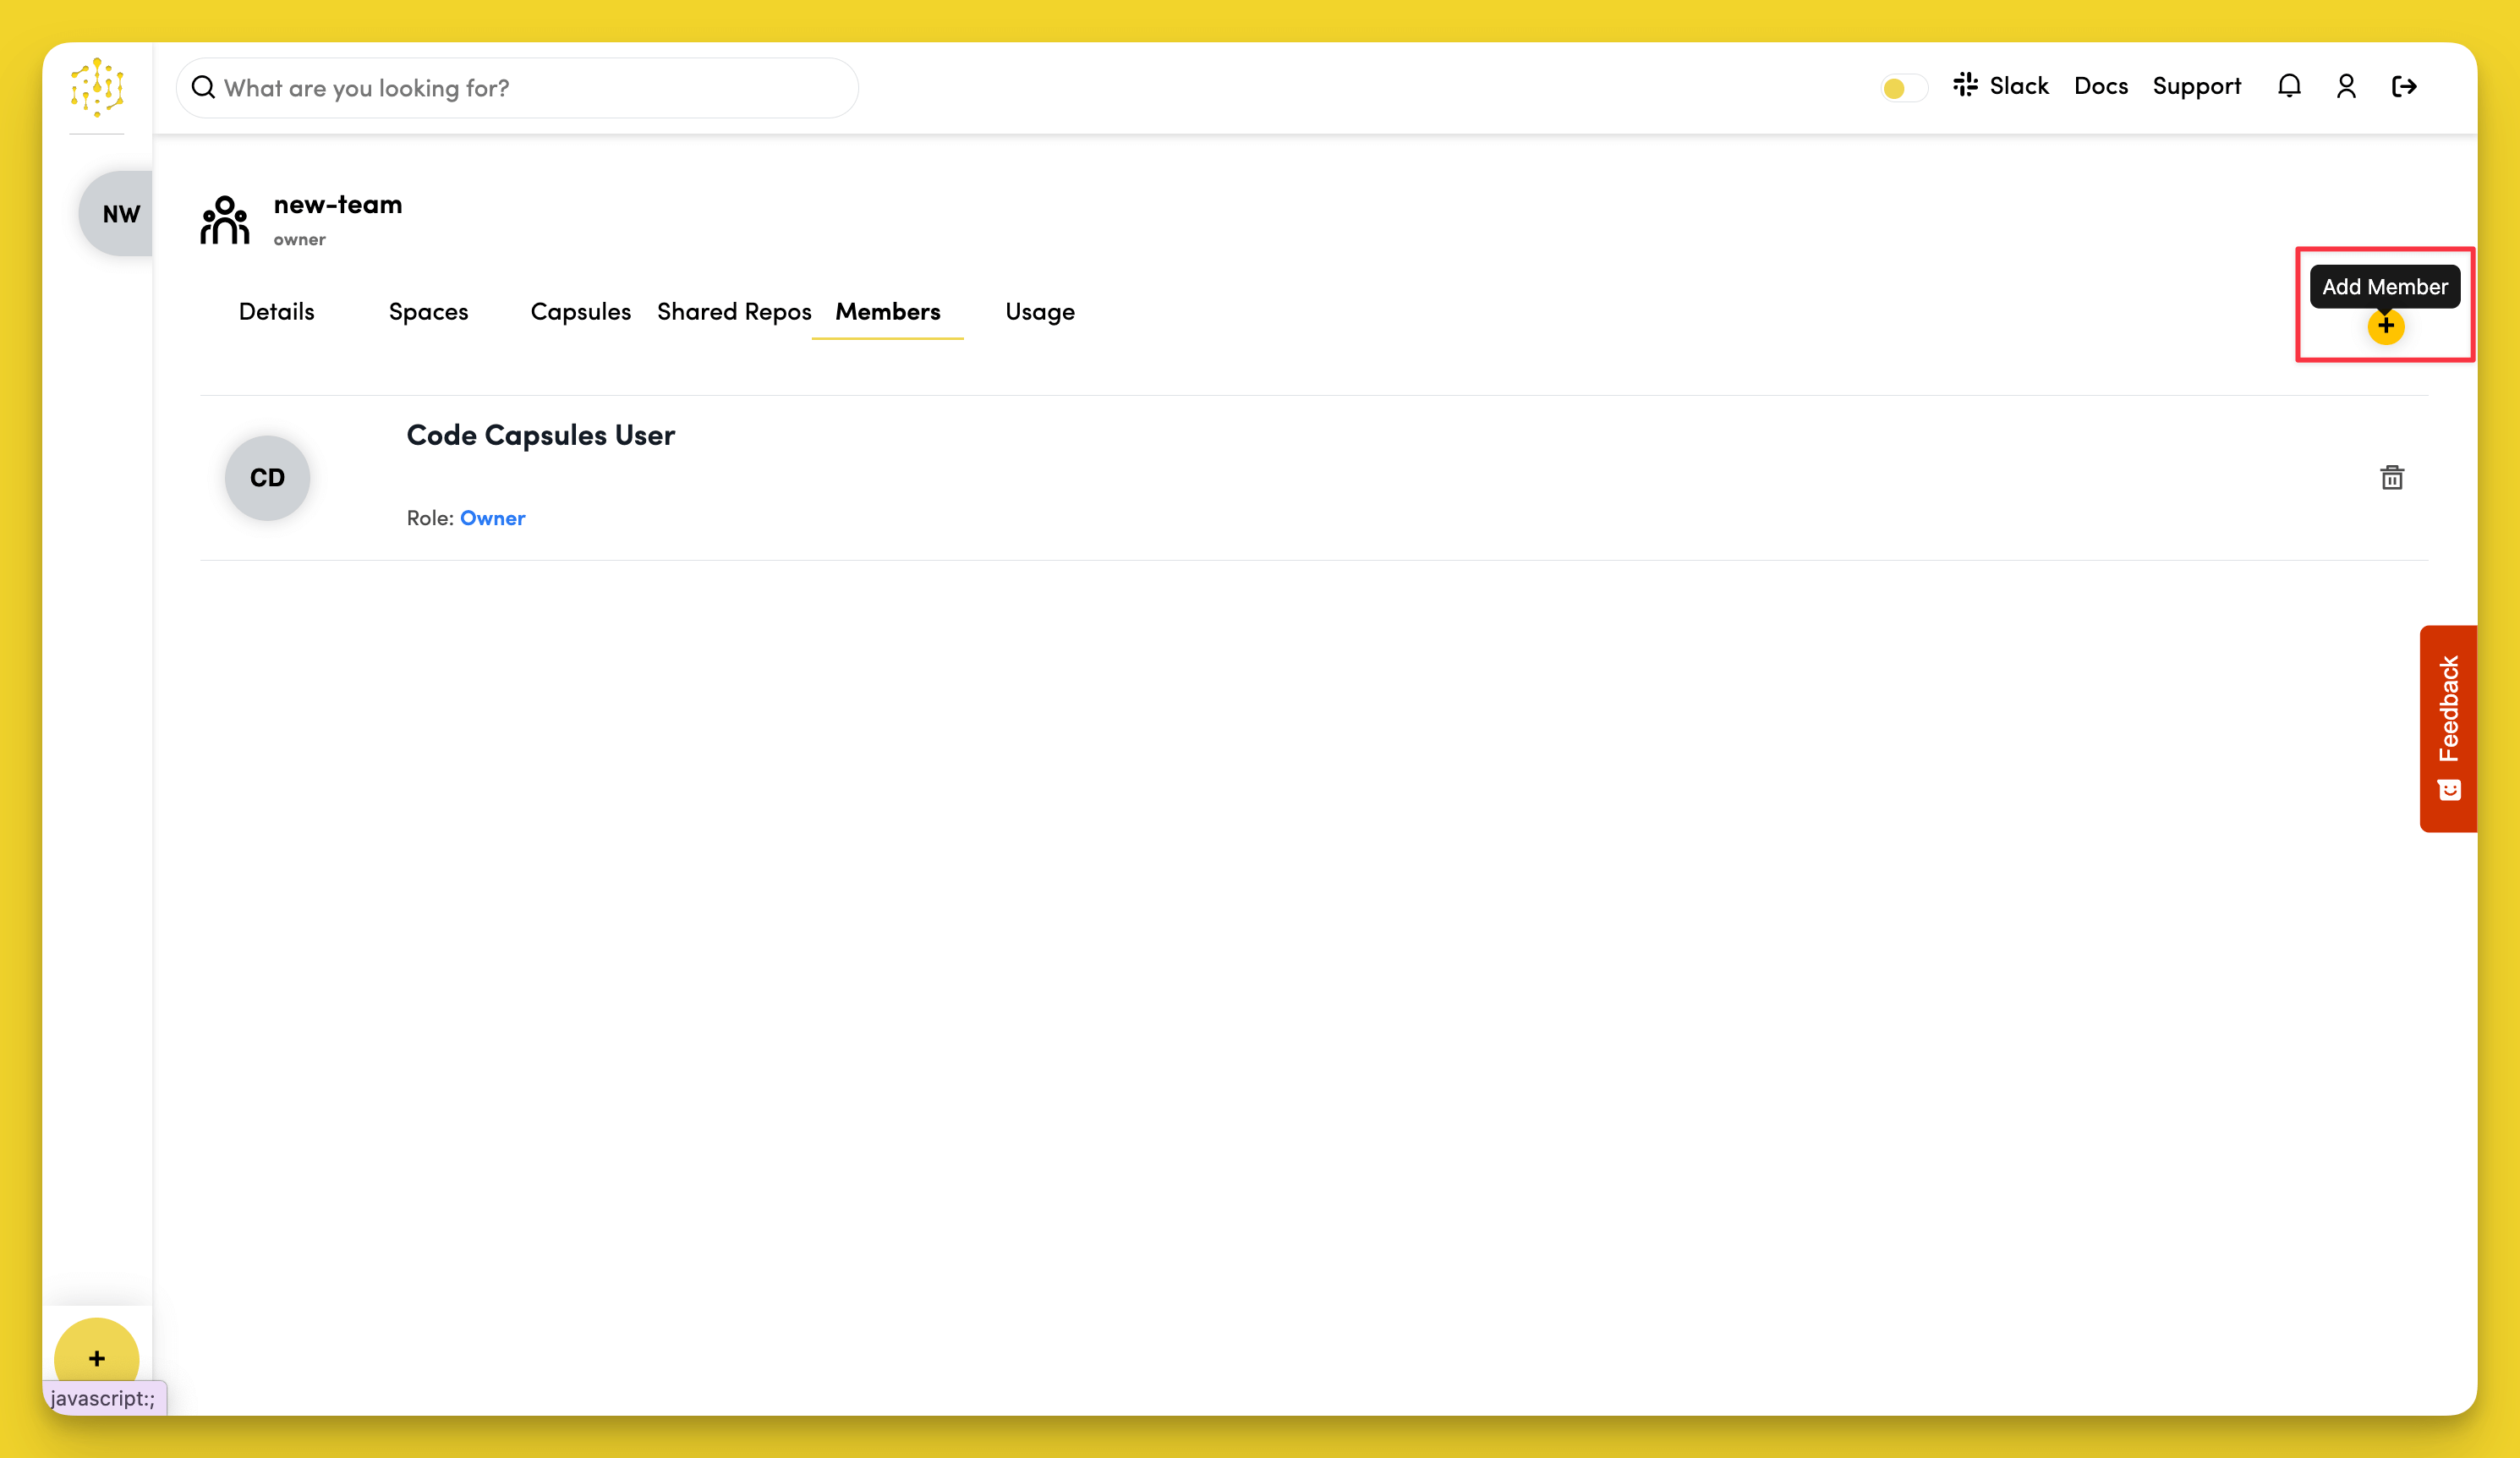 What are you looking for?
Slack Docs Support
NW
new-team
owner
Add Member
+
Details Spaces Capsules Shared Repos Members Usage
Code Capsules User
CD
Role: Owner
Feedback
+
javascript:;